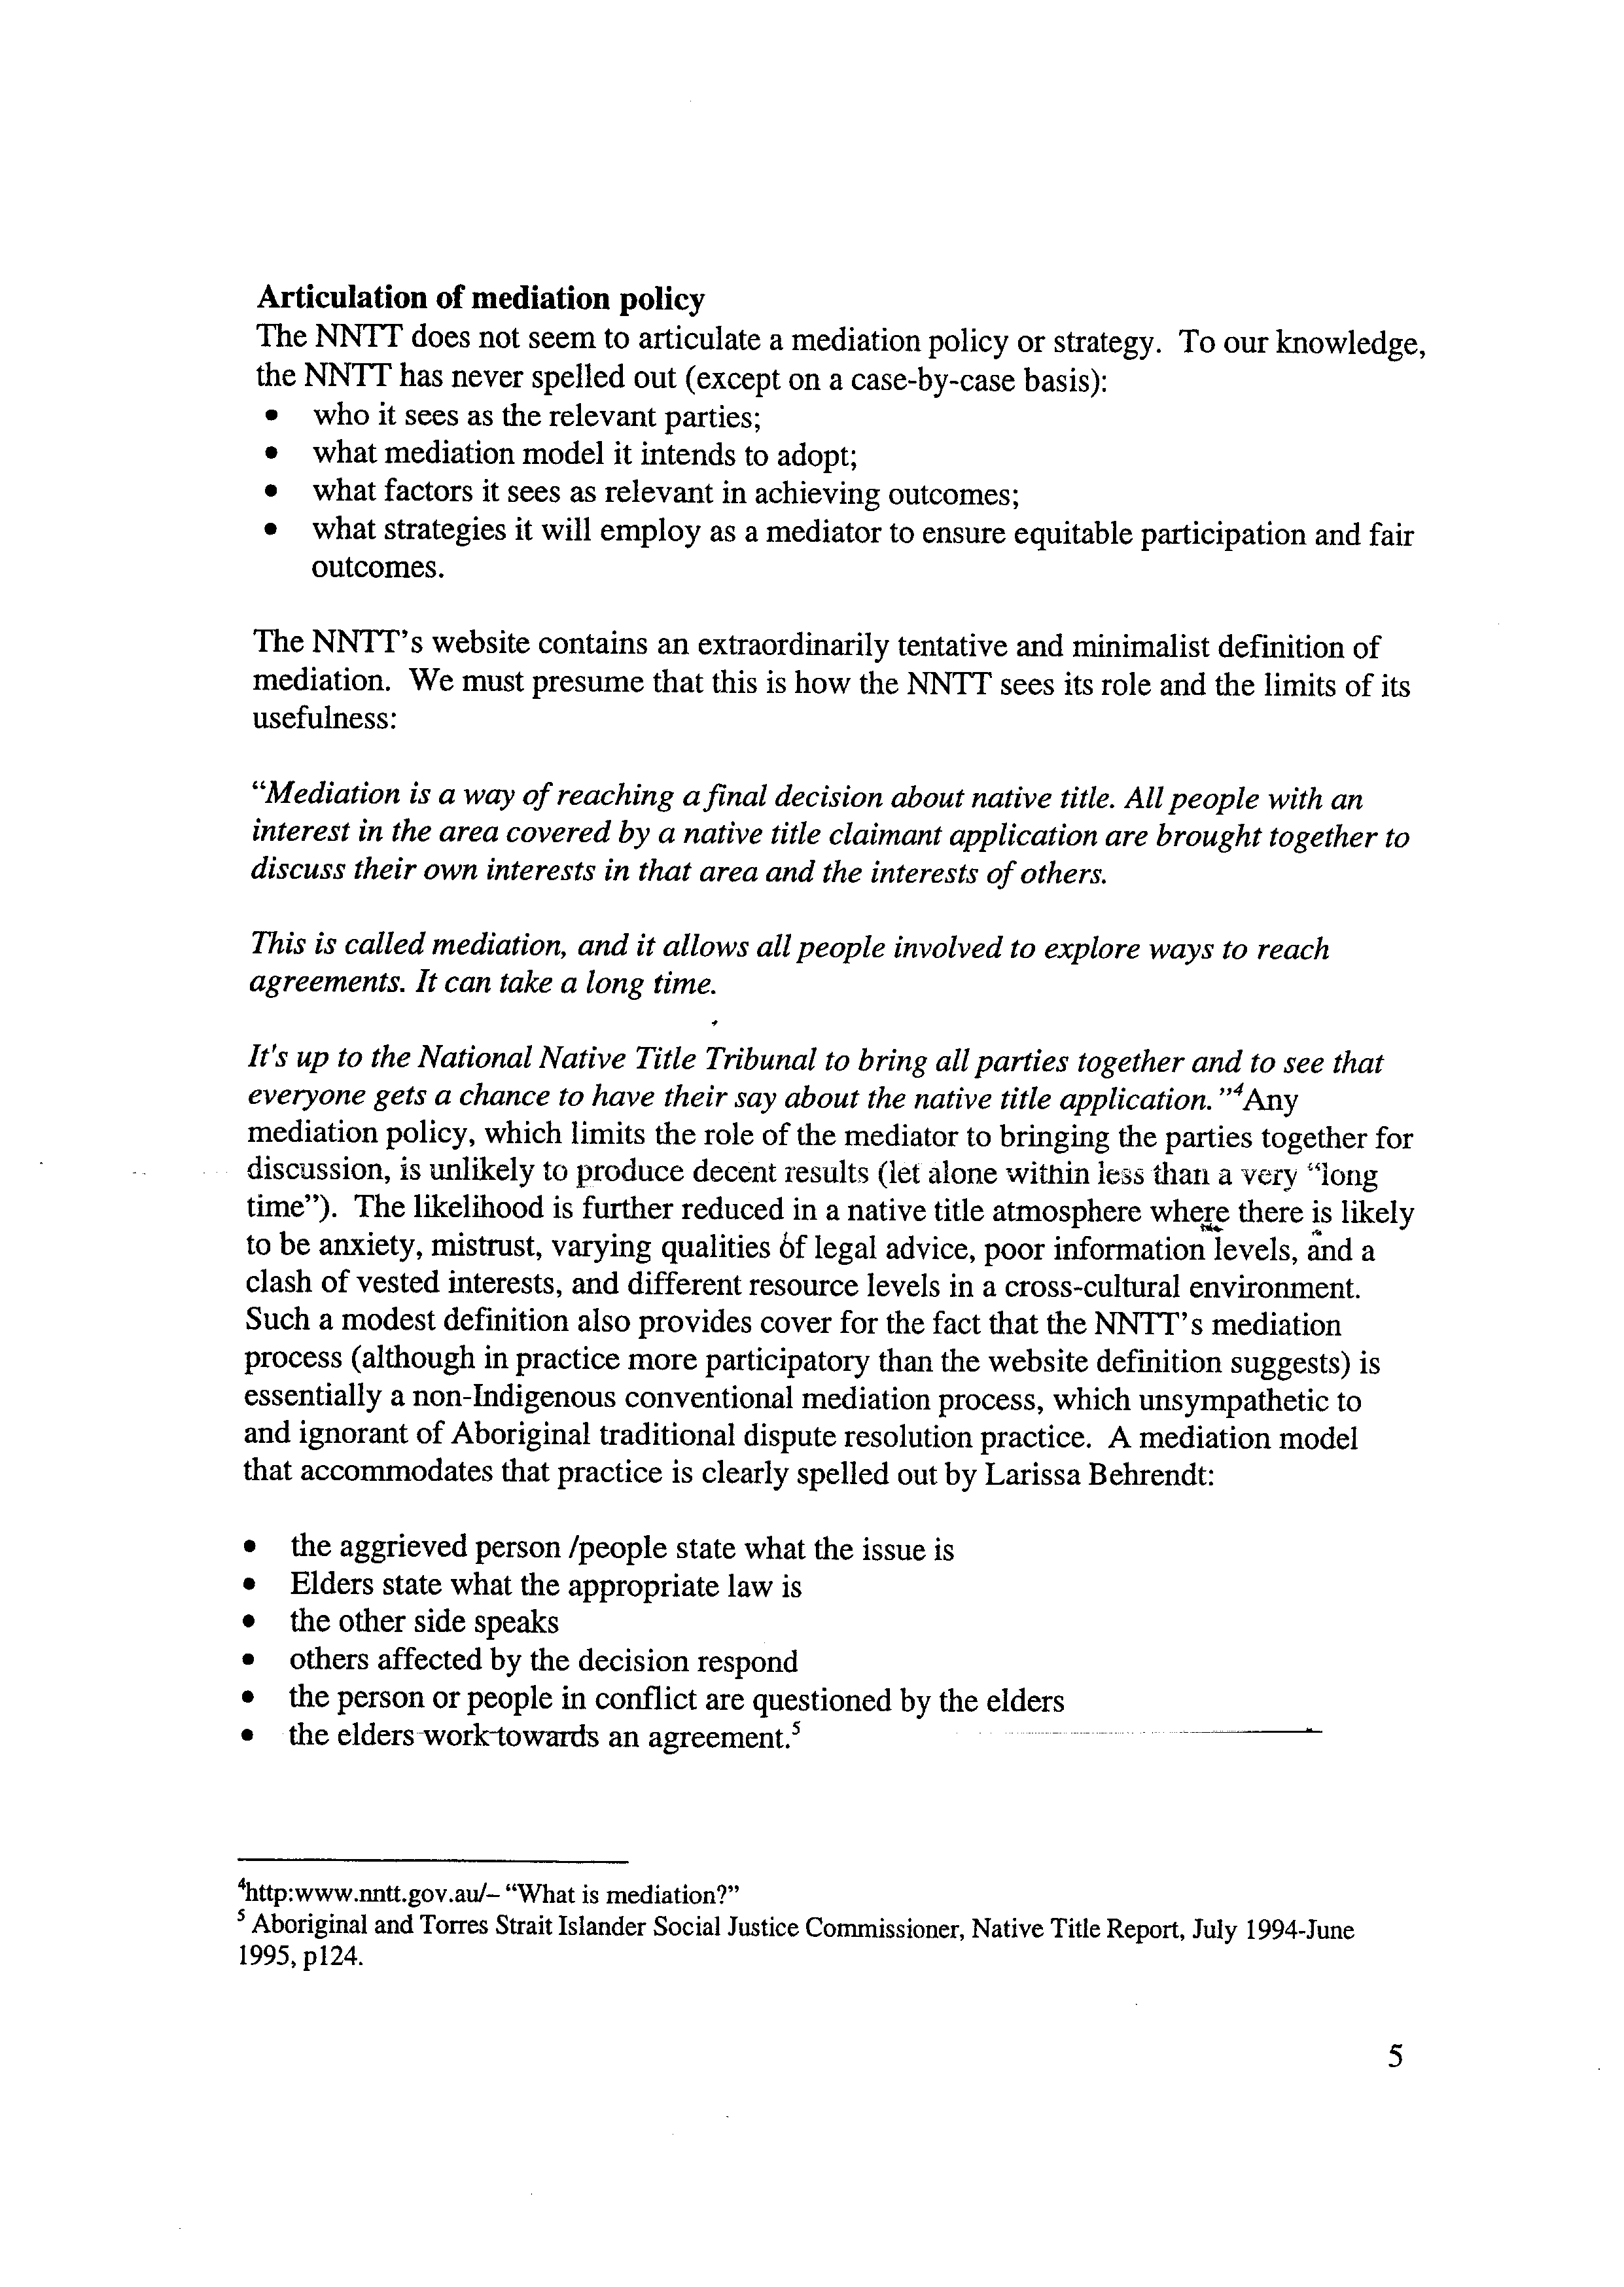 Articulation of mediation policy
The NNTT does not seem to articulate a mediation policy or strategy.  To our knowledge,
the NNTT has never spelled out (except on a case-by-case basis):
• who it sees as the relevant parties;
• what mediation model it intends to adopt;
• what factors it sees as relevant in achieving outcomes;
• what strategies it will employ as a mediator to ensure equitable participation and fair
outcomes.
The NNTT's website contains an extraordinarily tentative and minimalist definition of
mediation.  We must presume that this is how the NNTT sees its role and the limits of its
usefulness:
“Mediation is a way of reaching a final decision about native title. All people with an
interest in the area covered by a native title claimant application are brought together to
discuss their own interests in that area and the interests of others.
This is called mediation, and it allows all people involved to explore ways to reach
agreements. It can take a long time.
It's up to the National Native Title Tribunal to bring all parties together and to see that
everyone gets a chance to have their say about the native title application.”⁴Any
mediation policy, which limits the role of the mediator to bringing the parties together for
discussion, is unlikely to produce decent results (let alone within less than a very “long
time”).  The likelihood is further reduced in a native title atmosphere where there is likely
to be anxiety, mistrust, varying qualities of legal advice, poor information levels, and a
clash of vested interests, and different resource levels in a cross-cultural environment.
Such a modest definition also provides cover for the fact that the NNTT's mediation
process (although in practice more participatory than the website definition suggests) is
essentially a non-Indigenous conventional mediation process, which unsympathetic to
and ignorant of Aboriginal traditional dispute resolution practice.  A mediation model
that accommodates that practice is clearly spelled out by Larissa Behrendt:
• the aggrieved person /people state what the issue is
• Elders state what the appropriate law is
• the other side speaks
• others affected by the decision respond
• the person or people in conflict are questioned by the elders
• the elders work towards an agreement.⁵
⁴http:www.nntt.gov.au/– “What is mediation?”
⁵ Aboriginal and Torres Strait Islander Social Justice Commissioner, Native Title Report, July 1994-June
1995, p124.
5